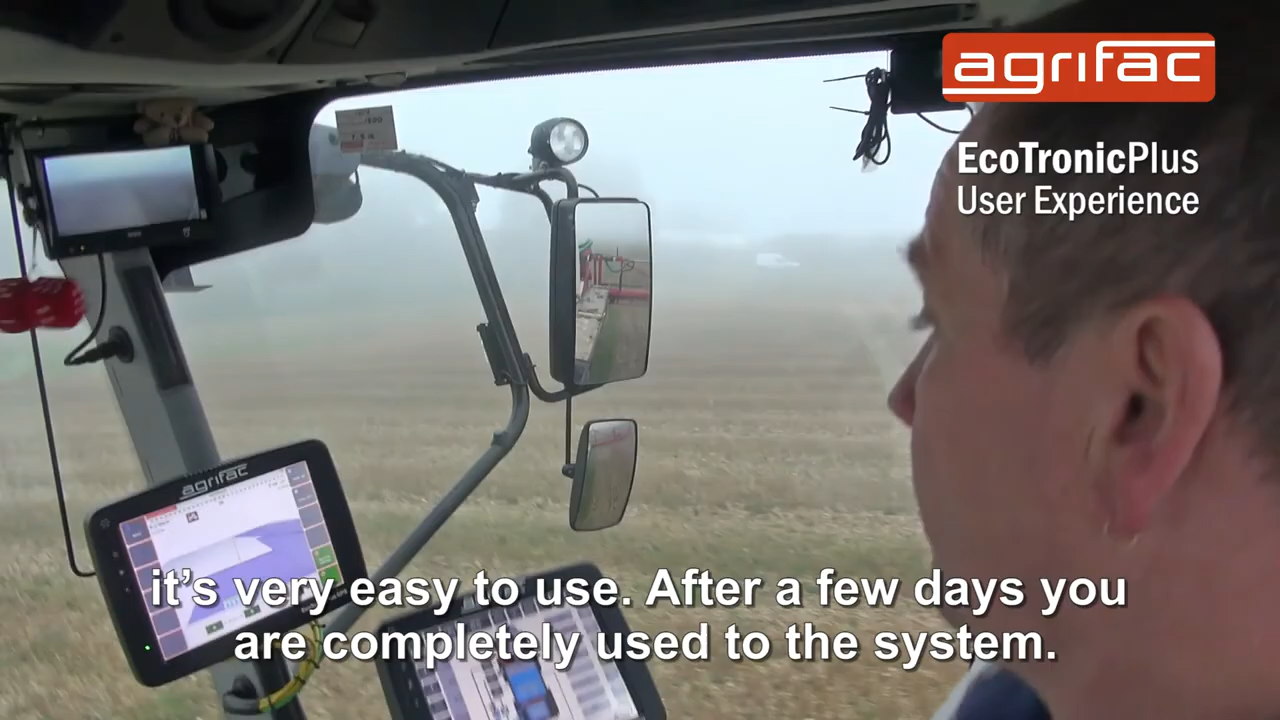 agrifac
EcoTronicPlus
User Experience
agrifac
it's very easy to use. After a few days you
are completely used to the system.